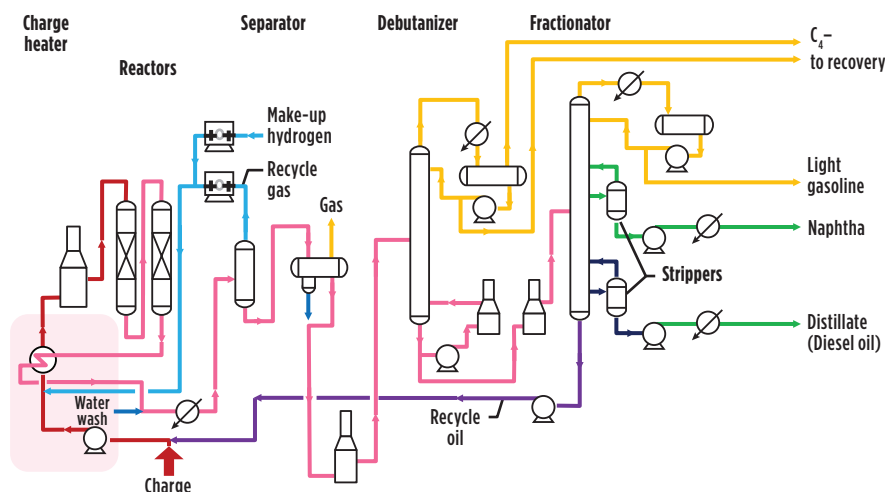 Charge
heater
Reactors
Separator
Debutanizer
Fractionator
C4–
to recovery
Make-up
hydrogen
Recycle
gas
Gas
Light
gasoline
Naphtha
Strippers
Distillate
(Diesel oil)
Water
wash
Recycle
oil
Charge